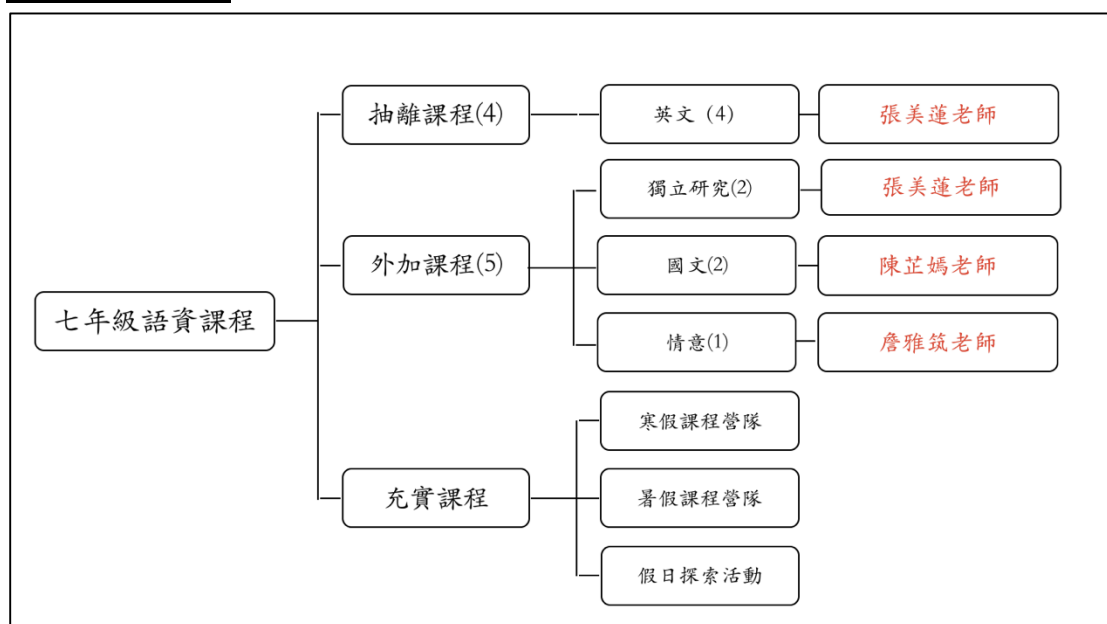 七年級語資課程
抽離課程(4)
英文 (4)
張美蓮老師
外加課程(5)
獨立研究(2)
張美蓮老師
國文(2)
陳芷嫣老師
情意(1)
詹雅筑老師
充實課程
寒假課程營隊
暑假課程營隊
假日探索活動